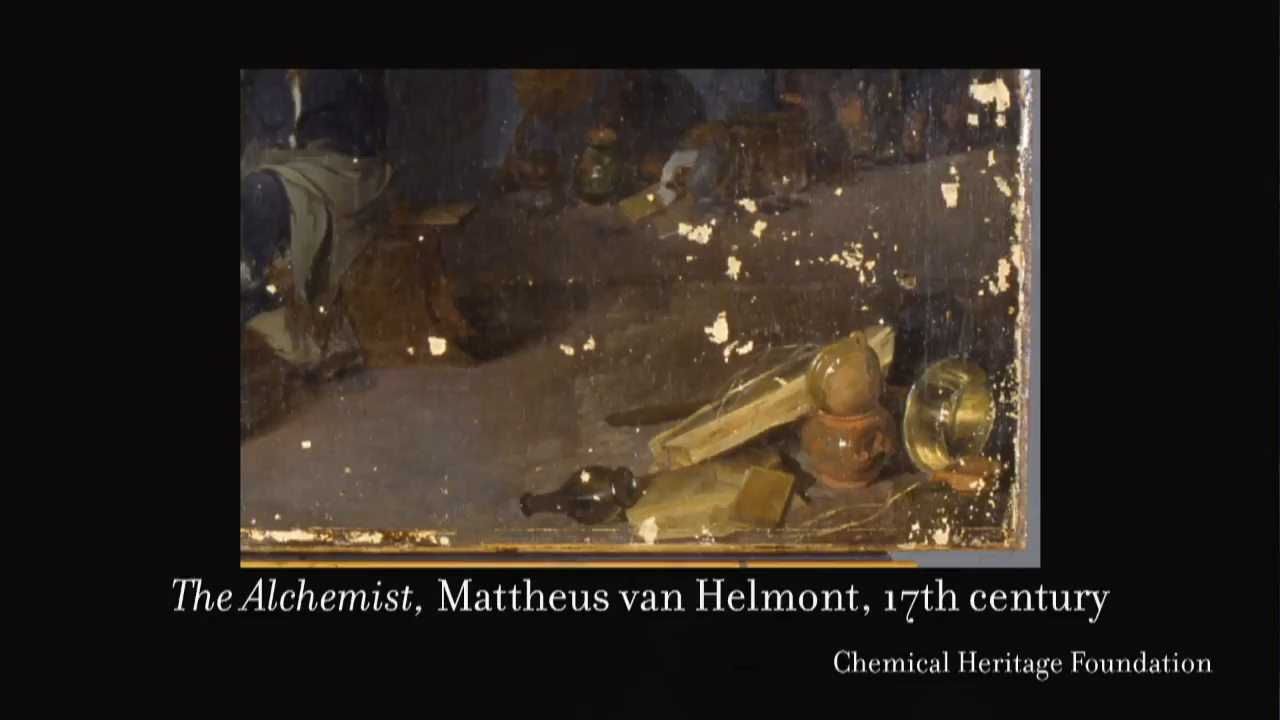 The Alchemist, Mattheus van Helmont, 17th century
Chemical Heritage Foundation